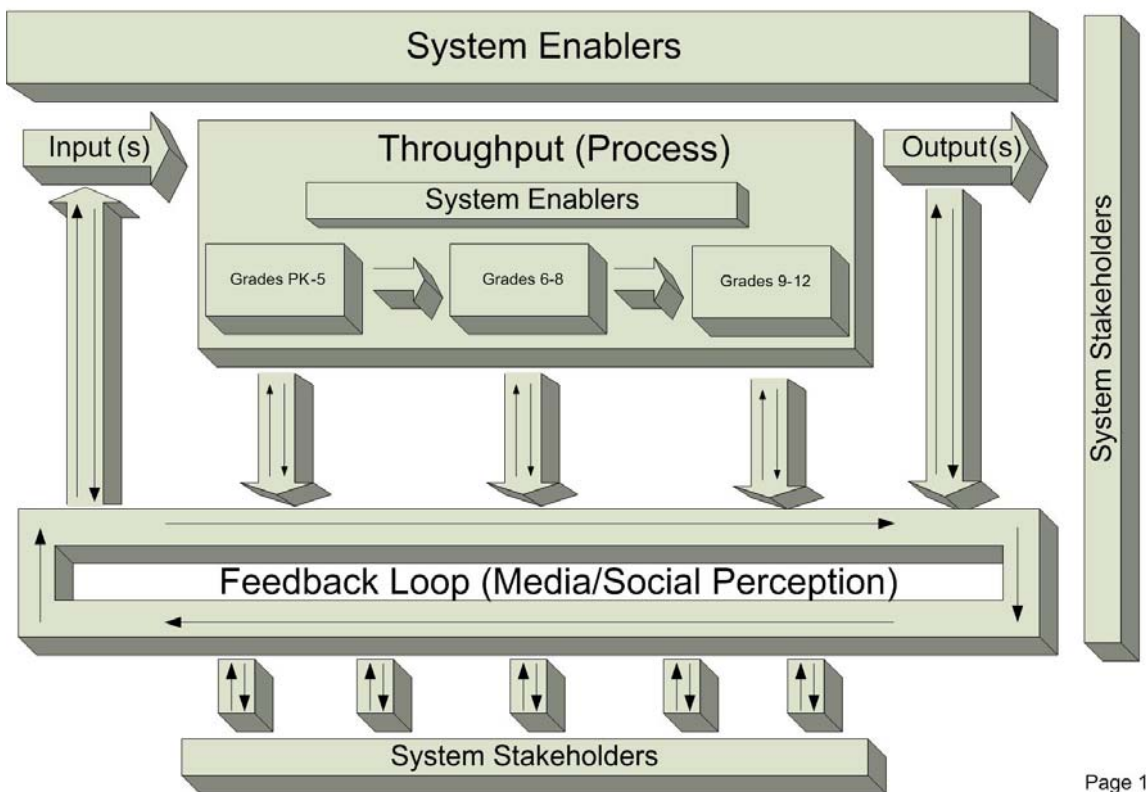 System Enablers
Input (s)
Throughput (Process)
Output(s)
System Enablers
Grades PK-5
Grades 6-8
Grades 9-12
System Stakeholders
Feedback Loop (Media/Social Perception)
System Stakeholders
Page 1